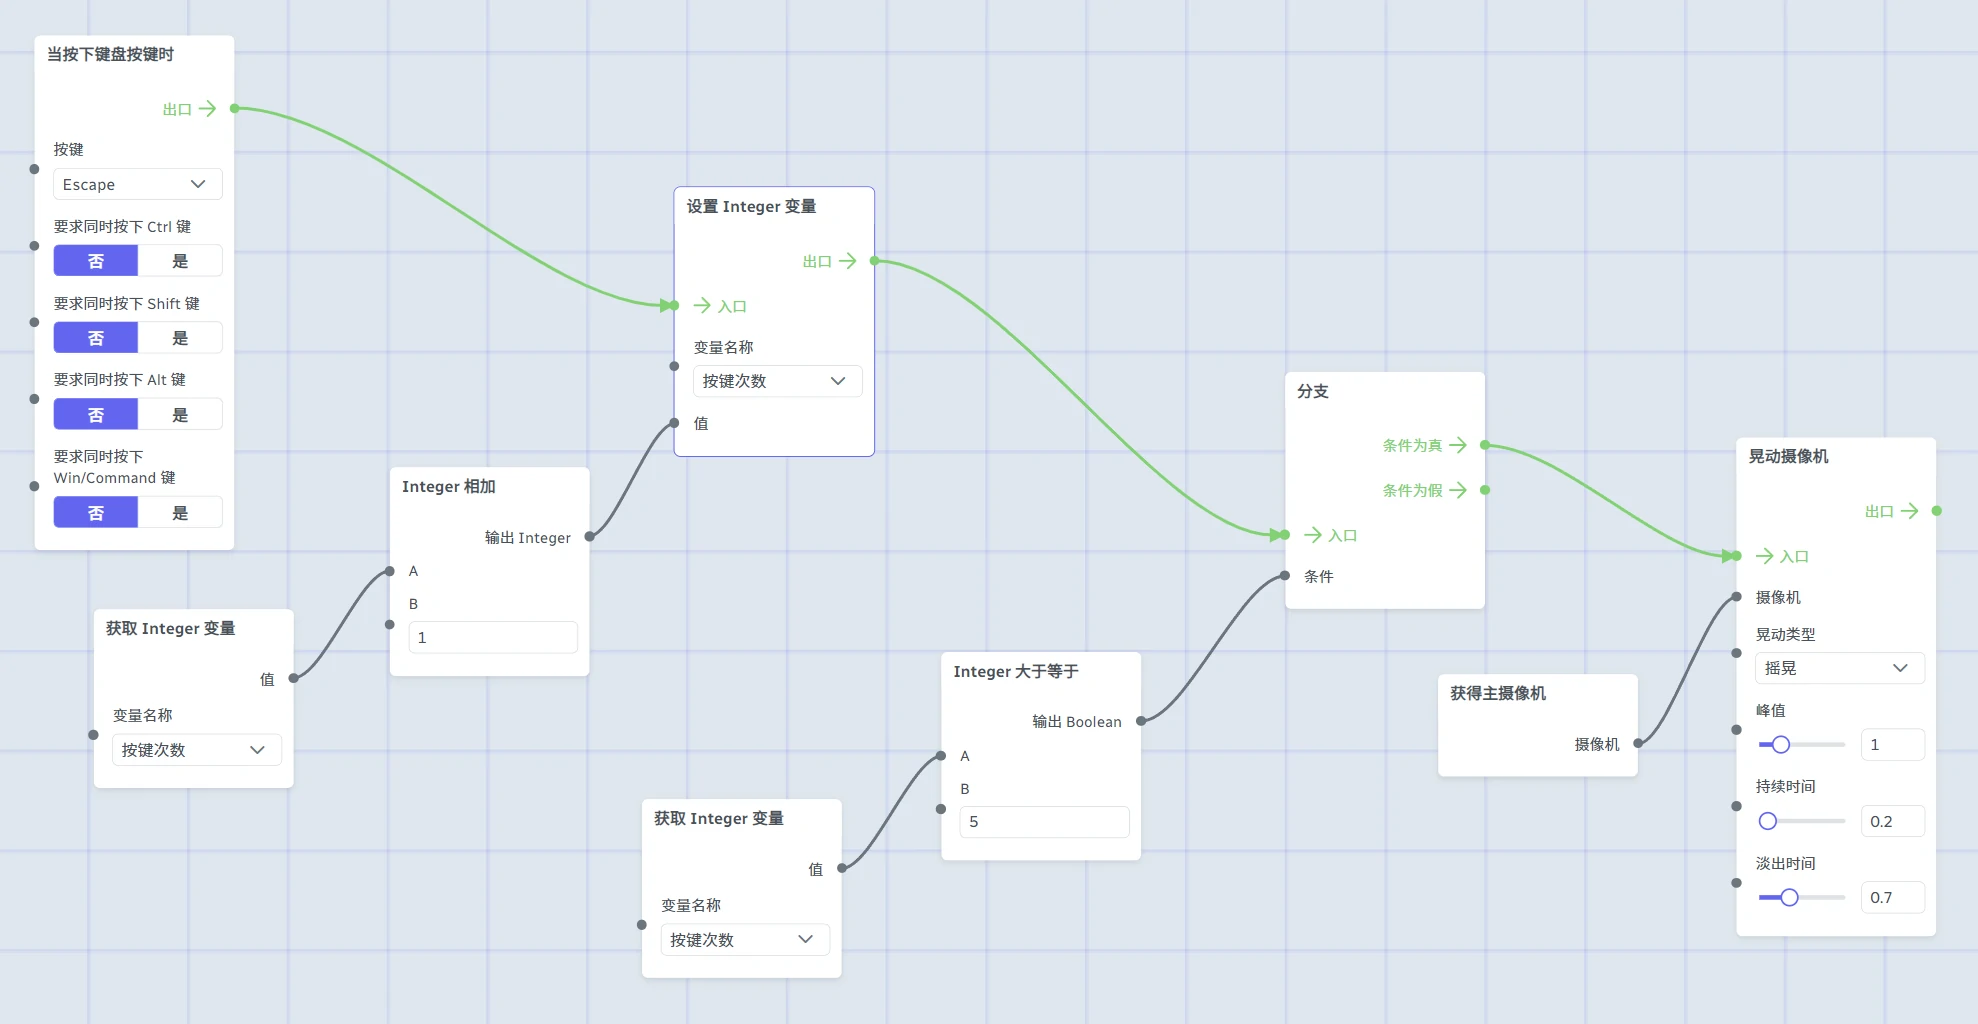 当按下键盘按键时
出口
按键
Escape
要求同时按下 Ctrl 键
否 是
要求同时按下 Shift 键
否 是
要求同时按下 Alt 键
否 是
要求同时按下
Win/Command 键
否 是
获取 Integer 变量
值
变量名称
按键次数
Integer 相加
输出 Integer
A
B
1
设置 Integer 变量
出口
入口
变量名称
按键次数
值
获取 Integer 变量
值
变量名称
按键次数
Integer 大于等于
输出 Boolean
A
B
5
分支
条件为真
条件为假
入口
条件
获得主摄像机
摄像机
晃动摄像机
出口
入口
摄像机
晃动类型
摇晃
峰值
1
持续时间
0.2
淡出时间
0.7